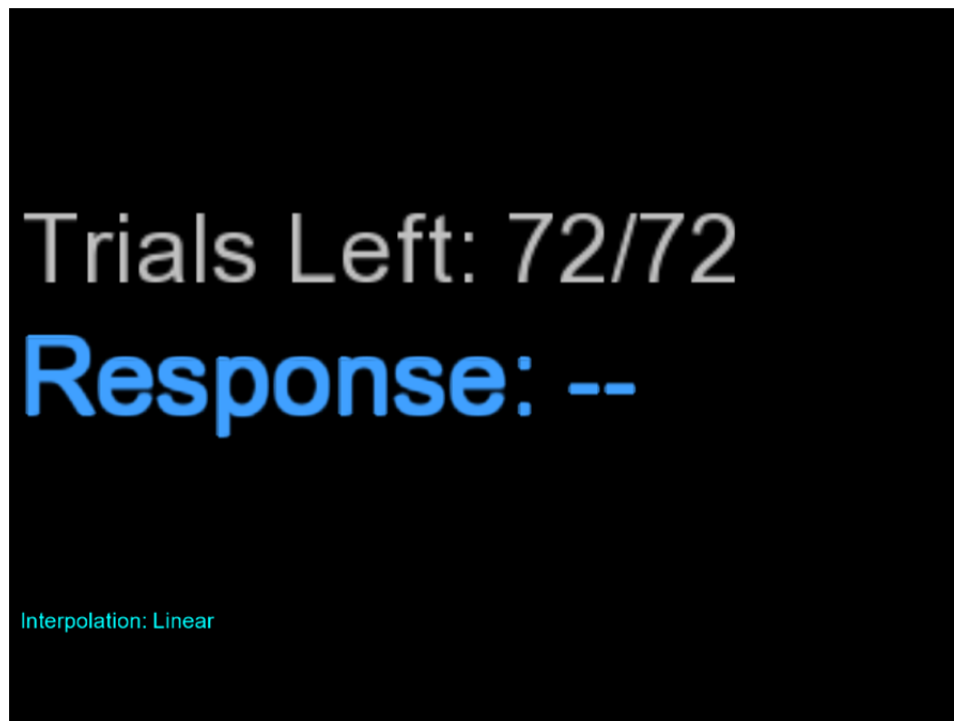 Trials Left: 72/72
Response: --
Interpolation: Linear